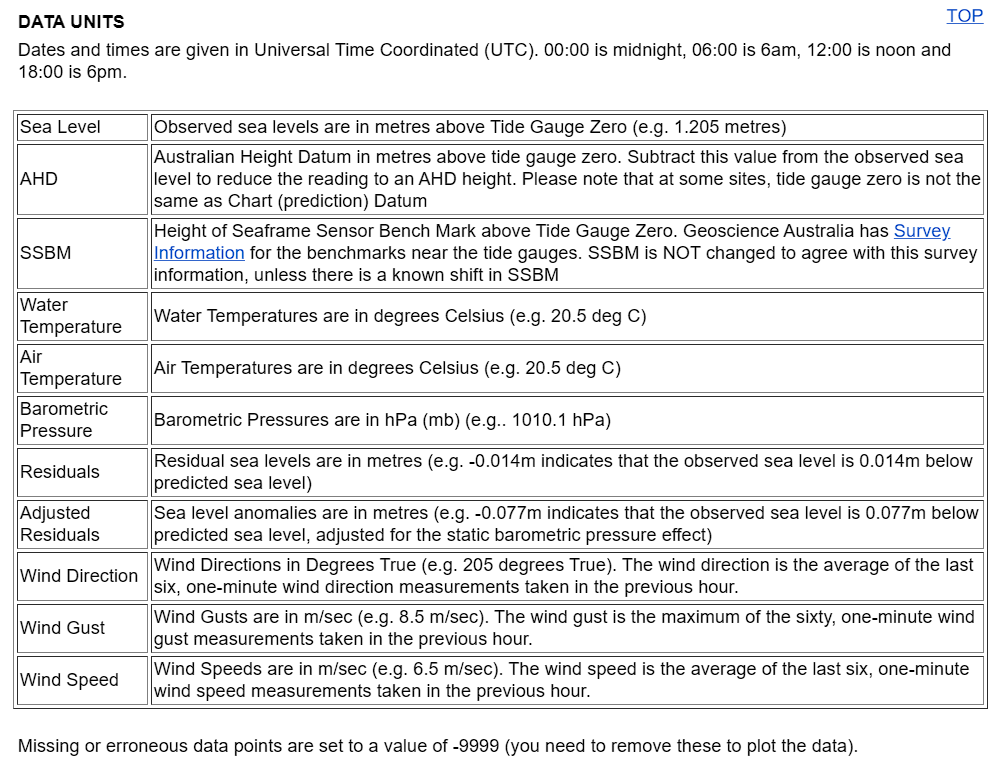 DATA UNITS
TOP
Dates and times are given in Universal Time Coordinated (UTC). 00:00 is midnight, 06:00 is 6am, 12:00 is noon and
18:00 is 6pm.
Sea Level
Observed sea levels are in metres above Tide Gauge Zero (e.g. 1.205 metres)
AHD
Australian Height Datum in metres above tide gauge zero. Subtract this value from the observed sea
level to reduce the reading to an AHD height. Please note that at some sites, tide gauge zero is not the
same as Chart (prediction) Datum
SSBM
Height of Seaframe Sensor Bench Mark above Tide Gauge Zero. Geoscience Australia has Survey
Information for the benchmarks near the tide gauges. SSBM is NOT changed to agree with this survey
information, unless there is a known shift in SSBM
Water
Temperature
Water Temperatures are in degrees Celsius (e.g. 20.5 deg C)
Air
Temperature
Air Temperatures are in degrees Celsius (e.g. 20.5 deg C)
Barometric
Pressure
Barometric Pressures are in hPa (mb) (e.g.. 1010.1 hPa)
Residuals
Residual sea levels are in metres (e.g. -0.014m indicates that the observed sea level is 0.014m below
predicted sea level)
Adjusted
Residuals
Sea level anomalies are in metres (e.g. -0.077m indicates that the observed sea level is 0.077m below
predicted sea level, adjusted for the static barometric pressure effect)
Wind Direction
Wind Directions in Degrees True (e.g. 205 degrees True). The wind direction is the average of the last
six, one-minute wind direction measurements taken in the previous hour.
Wind Gust
Wind Gusts are in m/sec (e.g. 8.5 m/sec). The wind gust is the maximum of the sixty, one-minute wind
gust measurements taken in the previous hour.
Wind Speed
Wind Speeds are in m/sec (e.g. 6.5 m/sec). The wind speed is the average of the last six, one-minute
wind speed measurements taken in the previous hour.
Missing or erroneous data points are set to a value of -9999 (you need to remove these to plot the data).